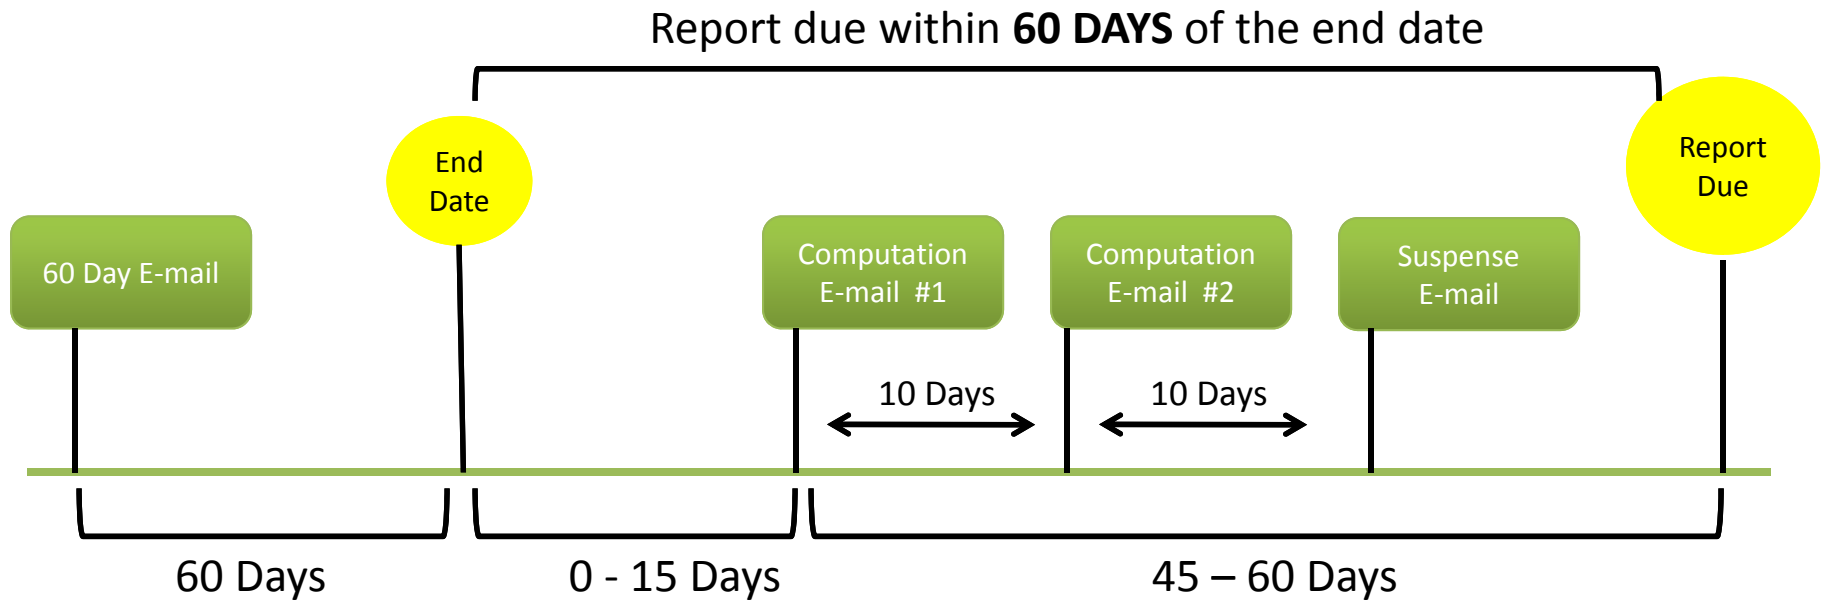 Report due within 60 DAYS of the end date
End
Date
Report
Due
60 Day E-mail
Computation
E-mail  #1
Computation
E-mail  #2
Suspense
E-mail
10 Days
10 Days
60 Days
0 - 15 Days
45 – 60 Days